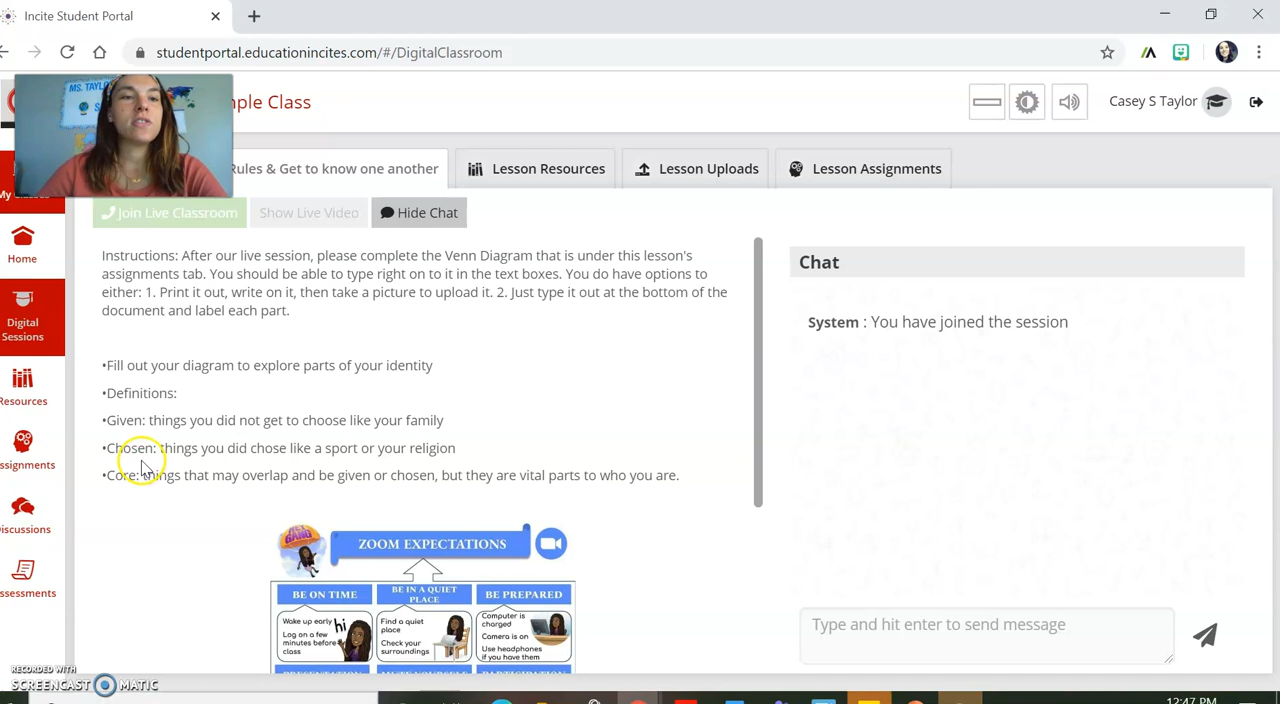 Incite Student Portal
studentportal.educationincites.com/#/DigitalClassroom
MS. TAYLO
mple Class
Casey S Taylor
Rules & Get to know one another
Lesson Resources
Lesson Uploads
Lesson Assignments
Join Live Classroom
Show Live Video
Hide Chat
Home
Digital
Sessions
Resources
ssignments
iscussions
ssessments
Instructions: After our live session, please complete the Venn Diagram that is under this lesson's
assignments tab. You should be able to type right on to it in the text boxes. You do have options to
either: 1. Print it out, write on it, then take a picture to upload it. 2. Just type it out at the bottom of the
document and label each part.
•Fill out your diagram to explore parts of your identity
•Definitions:
•Given: things you did not get to choose like your family
•Chosen: things you did chose like a sport or your religion
•Core: things that may overlap and be given or chosen, but they are vital parts to who you are.
ZOOM EXPECTATIONS
BE ON TIME
BE IN A QUIET
PLACE
BE PREPARED
Wake up early
Log on a few
minutes before
class
hi
Find a quiet
place
Check your
surroundings
Computer is
charged
Camera is on
Use headphones
if you have them
Chat
System : You have joined the session
Type and hit enter to send message
RECORDED WITH
SCREENCAST MATIC
12:47 PM